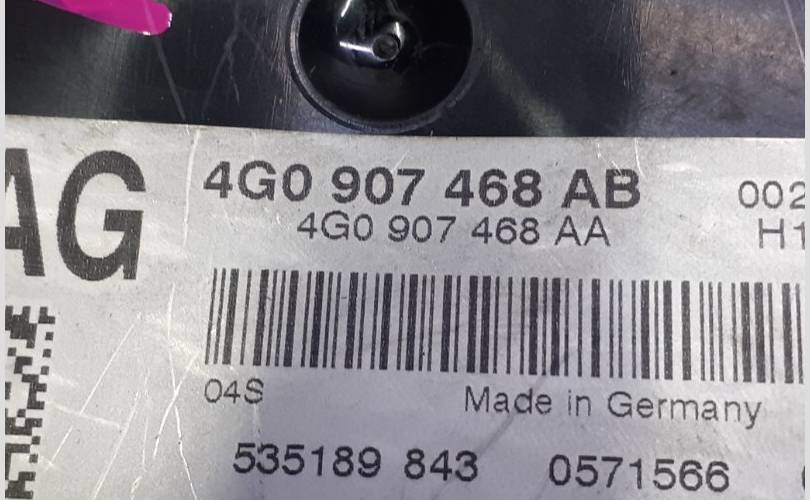 AG
4G0 907 468 AB 002
4G0 907 468 AA H1
04S Made in Germany
535189 843 0571566